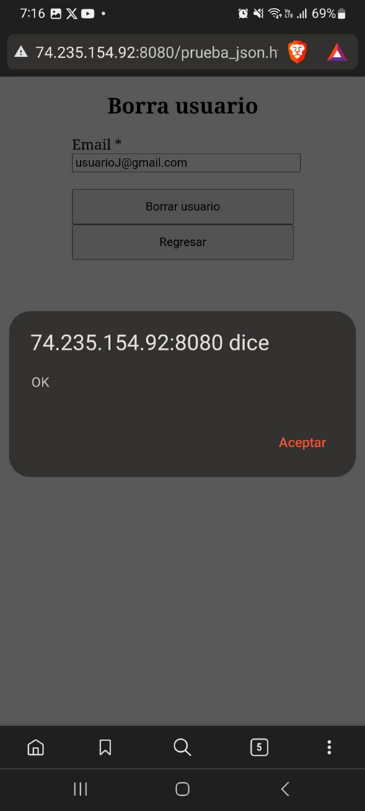 7:16
69%
74.235.154.92:8080/prueba_json.h
Borra usuario
Email *
usuarioJ@gmail.com
Borrar usuario
Regresar
74.235.154.92:8080 dice
OK
Aceptar
5